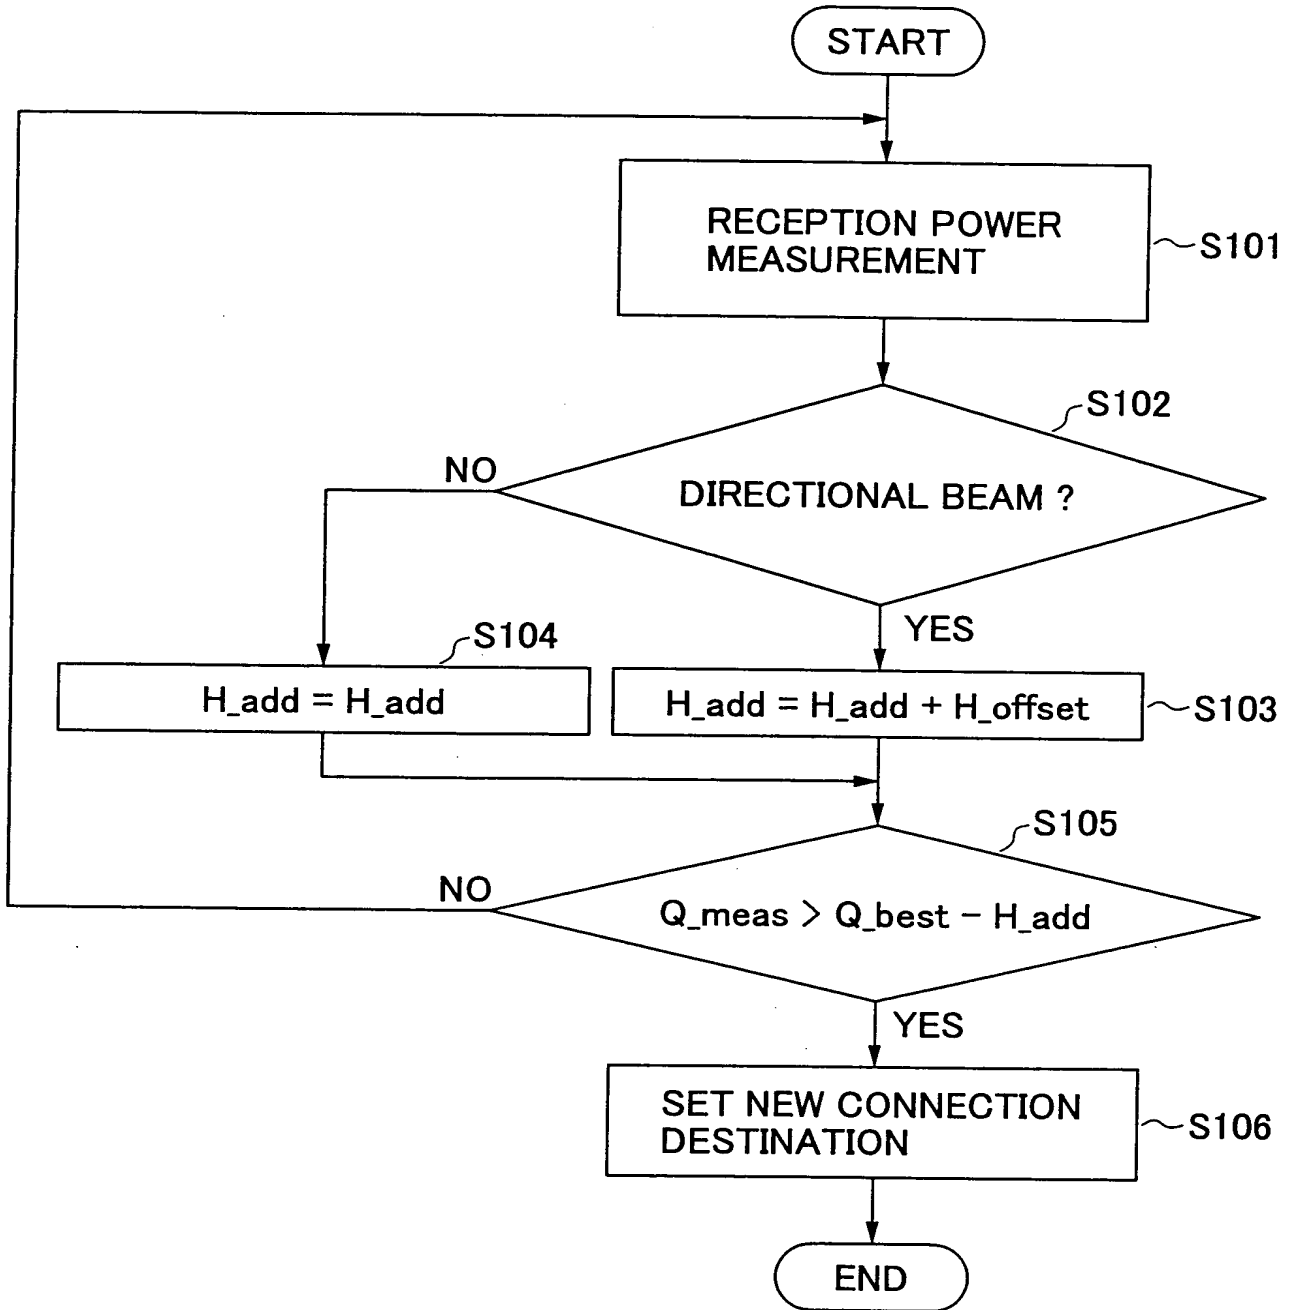 START
RECEPTION POWER
MEASUREMENT
S101
S102
NO
DIRECTIONAL BEAM ?
YES
S104
H_add = H_add
H_add = H_add + H_offset
S103
S105
NO
Q_meas > Q_best – H_add
YES
SET NEW CONNECTION
DESTINATION
S106
END